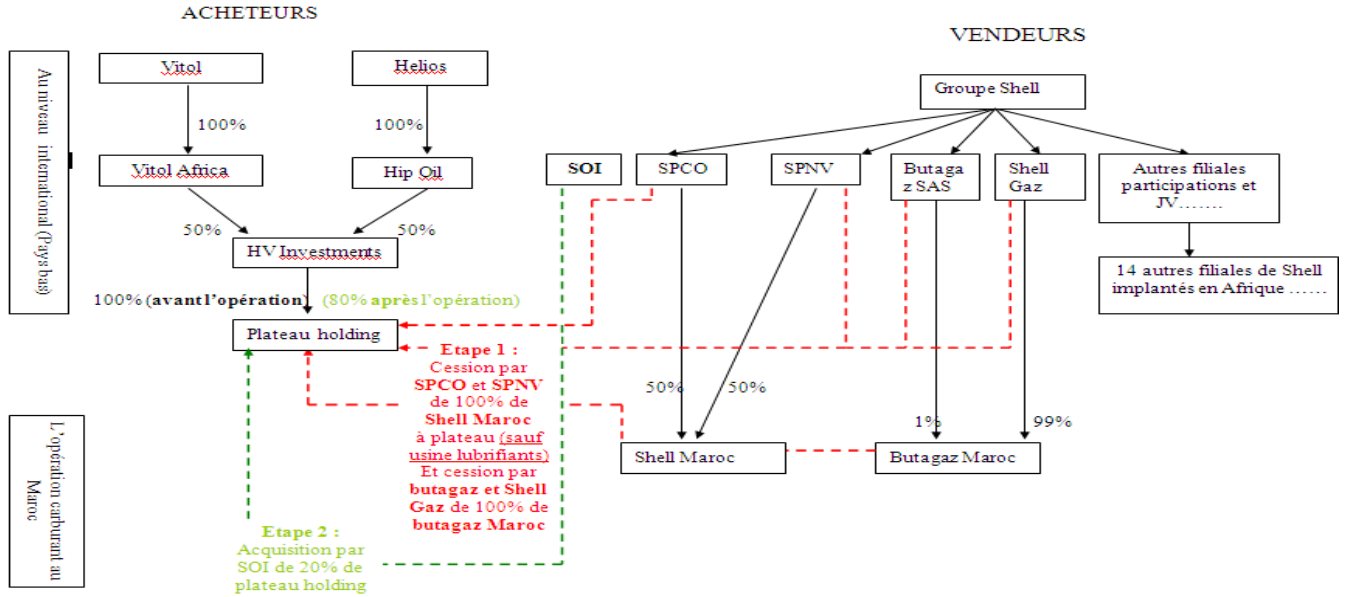 ACHETEURS
VENDEURS
Au niveau international (Pays bas)
Vitol
Helios
Groupe Shell
100%
100%
Vitol Africa
Hip Oil
SOI
SPCO
SPNV
Butaga
z SAS
Shell
Gaz
Autres filiales
participations et
JV…….
50%
50%
HV Investments
14 autres filiales de Shell
implantés en Afrique ……
100% (avant l'opération)
(80% après l'opération)
Plateau holding
Etape 1 :
Cession par
SPCO et SPNV
de 100% de
Shell Maroc
à plateau (sauf
usine lubrifiants)
Et cession par
butagaz et Shell
Gaz de 100% de
butagaz Maroc
50%
50%
1%
99%
L'opération carburant au
Maroc
Shell Maroc
Butagaz Maroc
Etape 2 :
Acquisition par
SOI de 20% de
plateau holding